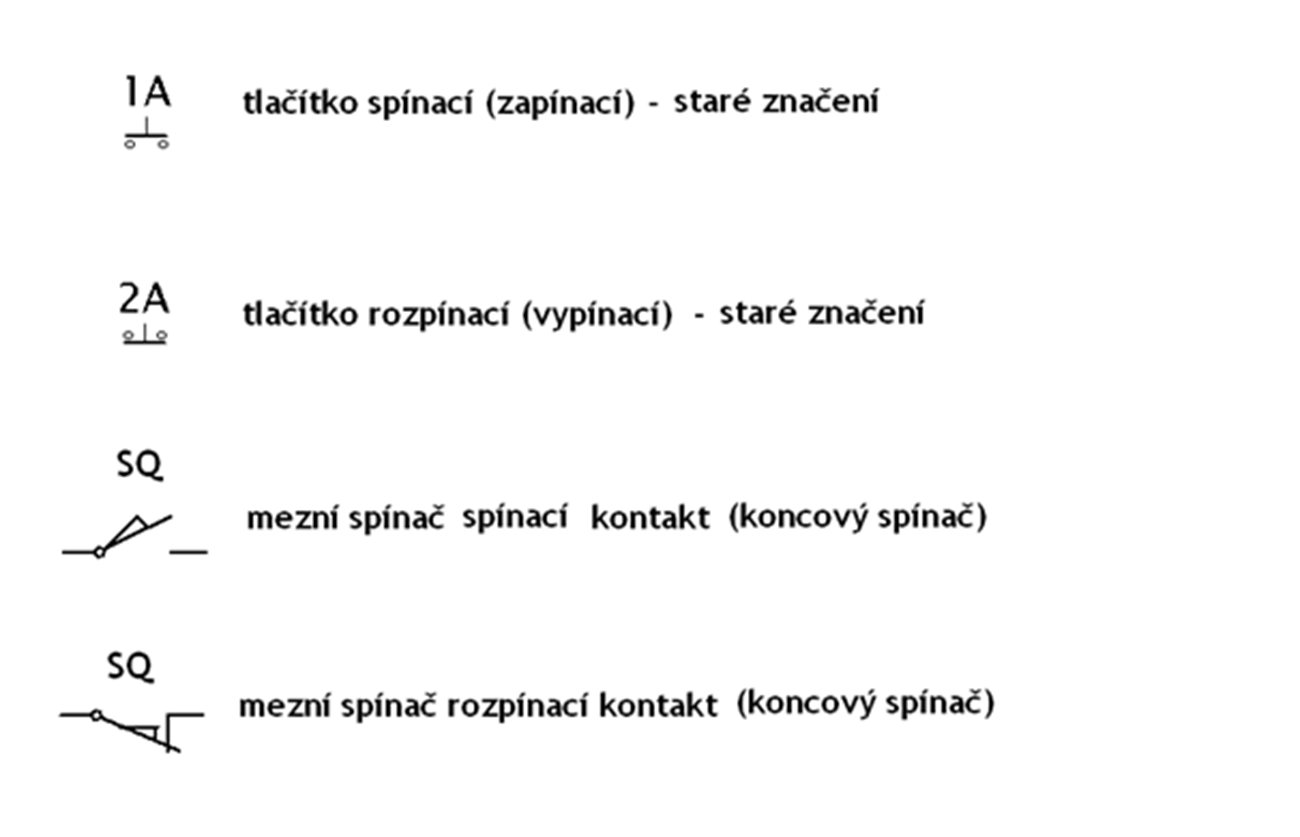 1A
tlačítko spínací (zapínací) - staré značení
2A
tlačítko rozpínací (vypínací) - staré značení
SQ
mezní spínač spínací kontakt (koncový spínač)
SQ
mezní spínač rozpínací kontakt (koncový spínač)